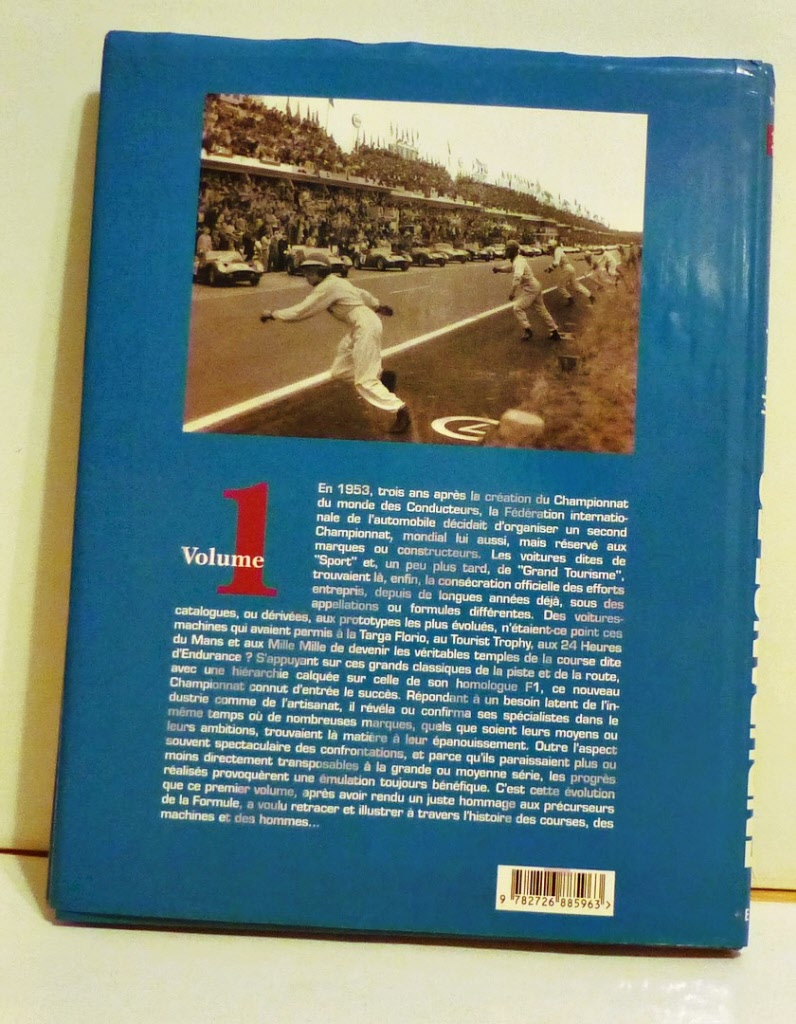 En 1953, trois ans après la création du Championnat
du monde des Conducteurs, la Fédération internatio-
nale de l'automobile décidait d'organiser un second
Championnat, mondial lui aussi, mais réservé aux
marques ou constructeurs. Les voitures dites de
"Sport" et, un peu plus tard, de "Grand Tourisme",
trouvaient là, enfin, la consécration officielle des efforts
entrepris, depuis de longues années déjà, sous des
appellations ou formules différentes. Des voitures-
Volume 1
catalogues, ou dérivées, aux prototypes les plus évolués, n'étaient-ce point ces
machines qui avaient permis à la Targa Florio, au Tourist Trophy, aux 24 Heures
du Mans et aux Mille Mille de devenir les véritables temples de la course dite
d'Endurance ? S'appuyant sur ces grands classiques de la piste et de la route,
avec une hiérarchie calquée sur celle de son homologue F1, ce nouveau
Championnat connut d'entrée le succès. Répondant à un besoin latent de l'in-
dustrie comme de l'artisanat, il révéla ou confirma ses spécialistes dans le
même temps où de nombreuses marques, quels que soient leurs moyens ou
leurs ambitions, trouvaient là matière à leur épanouissement. Outre l'aspect
souvent spectaculaire des confrontations, et parce qu'ils paraissaient plus ou
moins directement transposables à la grande ou moyenne série, les progrès
réalisés provoquèrent une émulation toujours bénéfique. C'est cette évolution
que ce premier volume, après avoir rendu un juste hommage aux précurseurs
de la Formule, a voulu retracer et illustrer à travers l'histoire des courses, des
machines et des hommes...
9 782726 885963